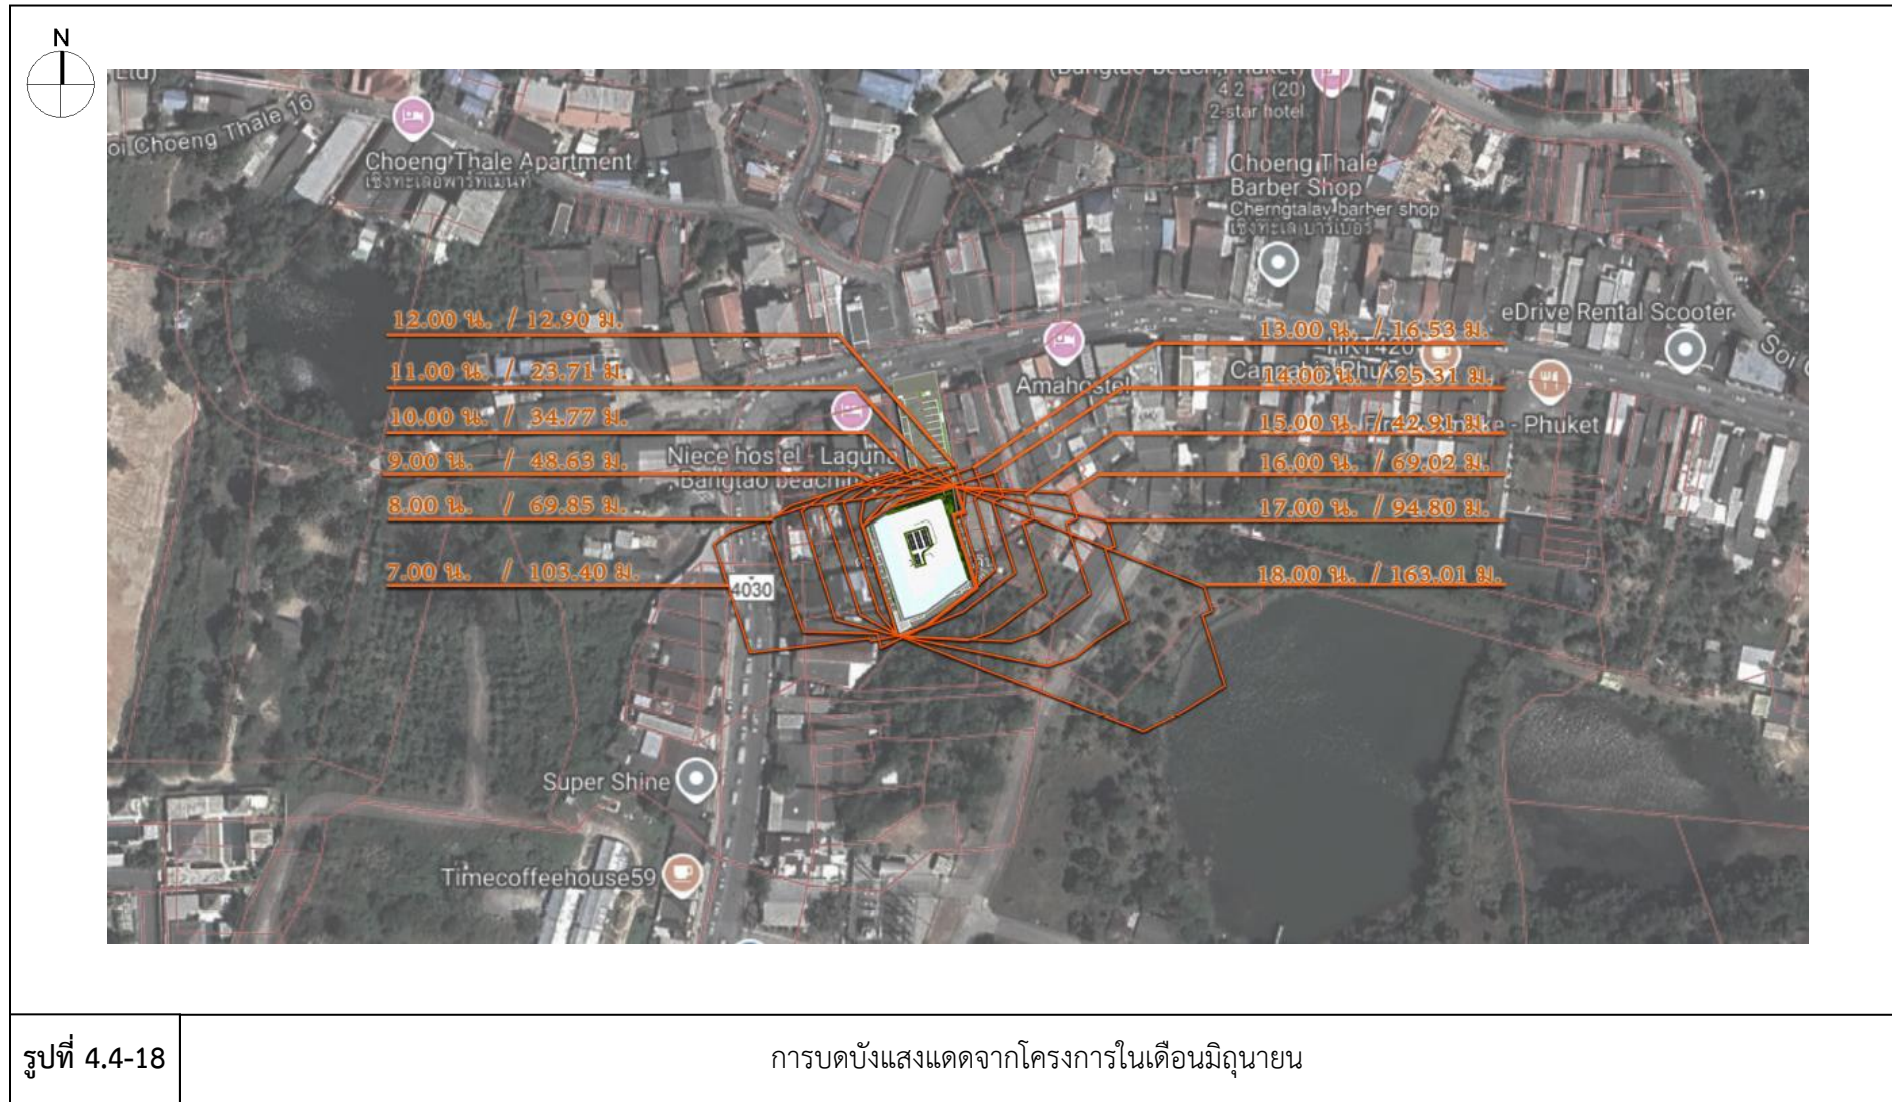 N
Ltd)
oi Choeng Thale 16
Choeng Thale Apartment
เชิงทะเลอพาร์ทเม้นท์
(Bangtao beach,Phuket)
4.2 ★ (20)
2-star hotel
Choeng Thale
Barber Shop
Cherngtalay barber shop
เชิงทะเล บาร์เบอร์
eDrive Rental Scooter
Soi
12.00 น. / 12.90 ม.
11.00 น. / 23.71 ม.
10.00 น. / 34.77 ม.
9.00 น. / 48.63 ม.
8.00 น. / 69.85 ม.
7.00 น. / 103.40 ม.
13.00 น. / 16.53 ม.
HKT420
14.00 น. / 25.31 ม.
Phuket
15.00 น. / 42.91 ม.
- Phuket
16.00 น. / 69.02 ม.
17.00 น. / 94.80 ม.
18.00 น. / 163.01 ม.
Amahostel
Niece hostel - Laguna
Bangtao beach
4030
Super Shine
Timecoffeehouse59
รูปที่ 4.4-18
การบดบังแสงแดดจากโครงการในเดือนมิถุนายน